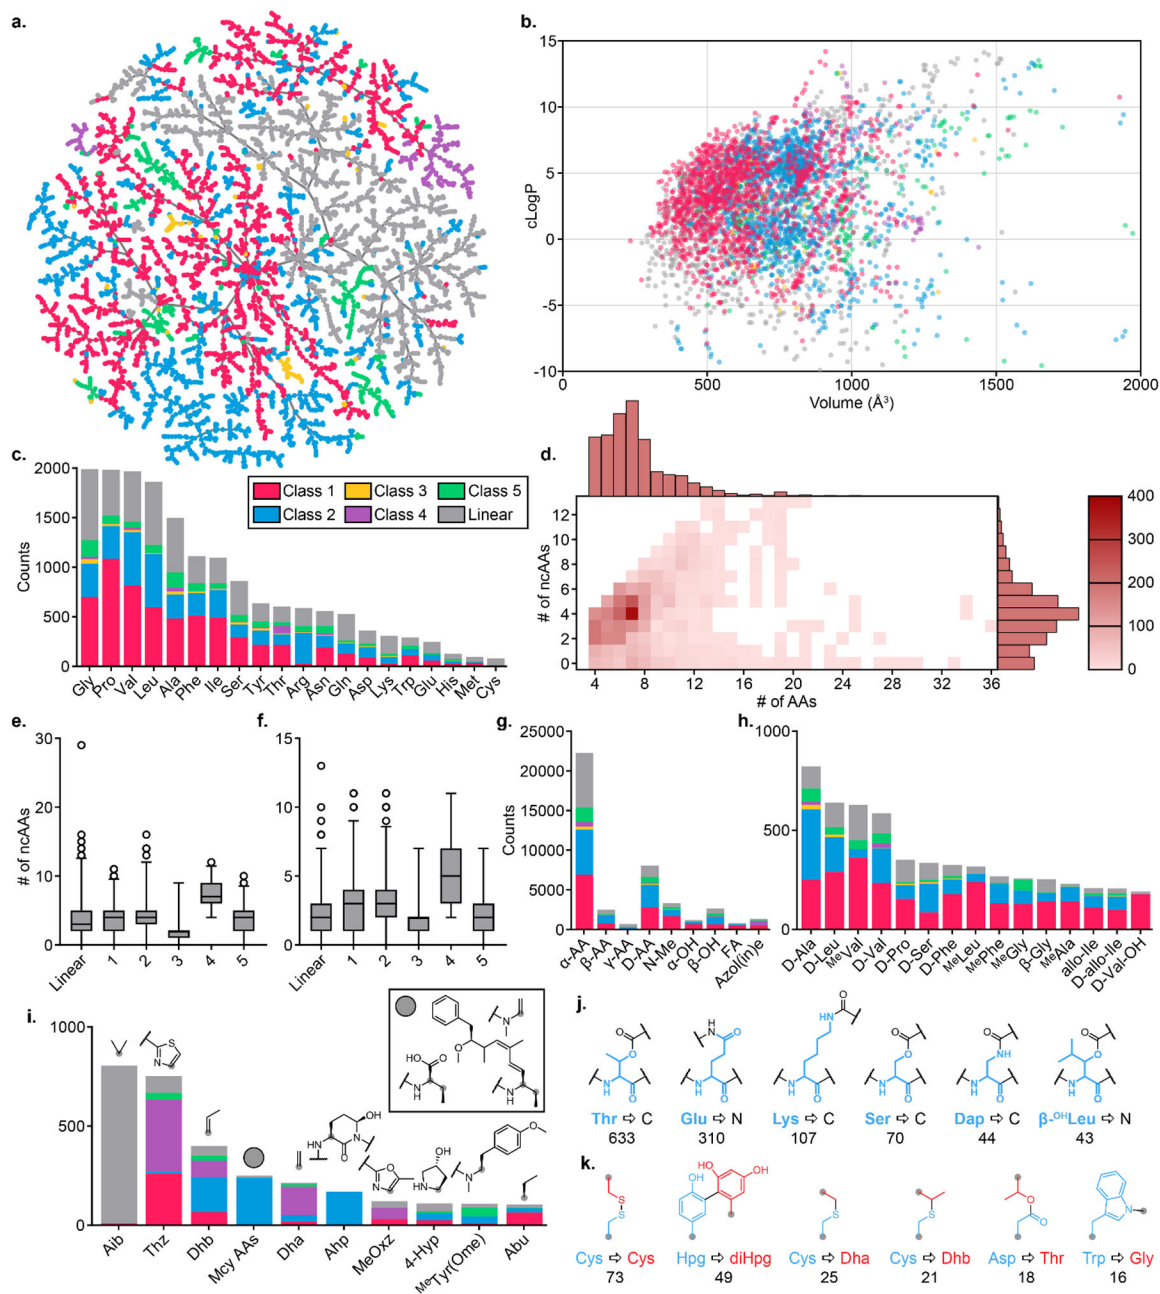 a.
b.
15
10
5
0
-5
-10
cLogP
0
500
1000
1500
2000
Volume (Å³)
c.
2000
1500
1000
500
0
Counts
Class 1
Class 3
Class 5
Class 2
Class 4
Linear
Gly
Pro
Val
Leu
Ala
Phe
Ile
Ser
Tyr
Thr
Arg
Asn
Gln
Asp
Lys
Trp
Glu
His
Met
Cys
d.
12
10
8
6
4
2
0
# of ncAAs
4
8
12
16
20
24
28
32
36
# of AAs
400
300
200
100
0
e.
30
20
10
0
# of ncAAs
Linear
1
2
3
4
5
f.
15
10
5
0
Linear
1
2
3
4
5
g.
25000
20000
15000
10000
5000
0
Counts
α-AA
β-AA
γ-AA
D-AA
N-Me
α-OH
β-OH
FA
Azol(in)e
h.
1000
500
0
D-Ala
D-Leu
MeVal
D-Val
D-Pro
D-Ser
D-Phe
MeLeu
MePhe
MeGly
β-Gly
MeAla
allo-Ile
D-allo-Ile
D-Val-OH
i.
1000
500
0
Aib
Thz
Dhb
Mcy AAs
Dha
Ahp
MeOxz
4-Hyp
MeTyr(Ome)
Abu
j.
Thr ⇨ C
633
Glu ⇨ N
310
Lys ⇨ C
107
Ser ⇨ C
70
Dap ⇨ C
44
β-OHLeu ⇨ N
43
k.
Cys ⇨ Cys
73
Hpg ⇨ diHpg
49
Cys ⇨ Dha
25
Cys ⇨ Dhb
21
Asp ⇨ Thr
18
Trp ⇨ Gly
16